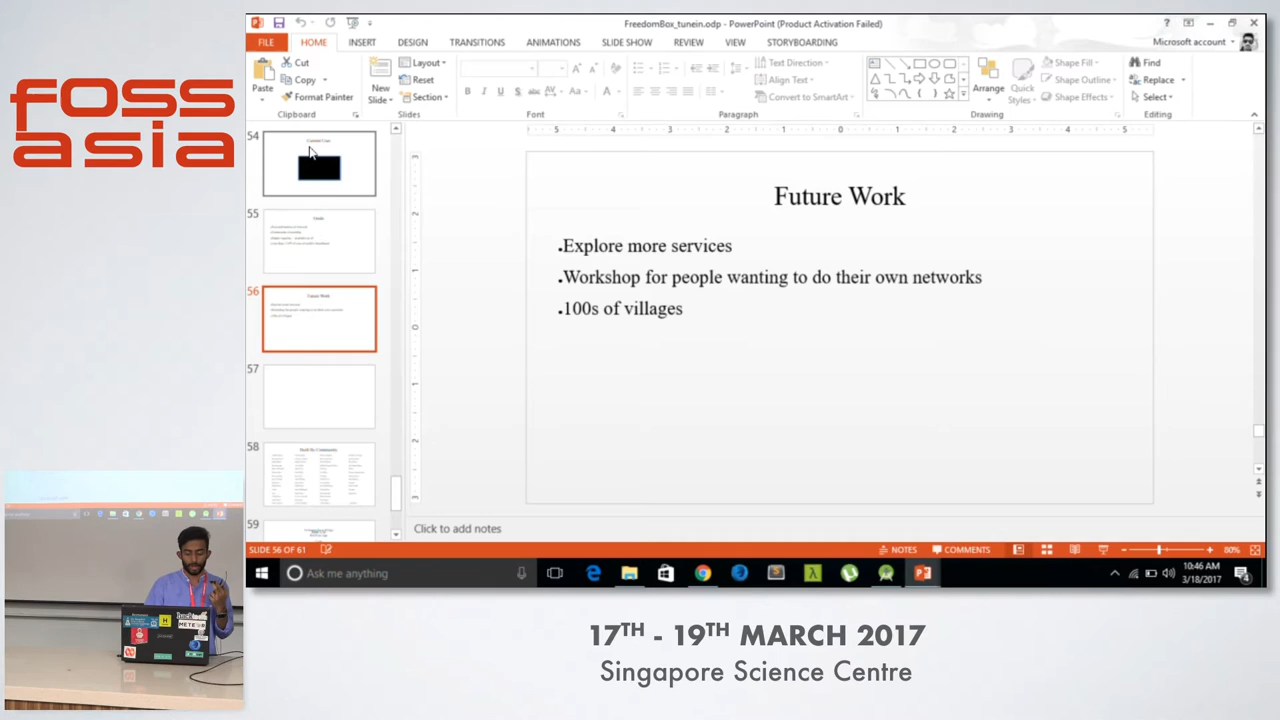 foss
asia
FreedomBox_tunein.odp - PowerPoint (Product Activation Failed)
FILE HOME INSERT DESIGN TRANSITIONS ANIMATIONS SLIDE SHOW REVIEW VIEW STORYBOARDING Microsoft account
Paste
Cut
Copy
Format Painter
Clipboard
New
Slide
Layout
Reset
Section
Slides
Font
Text Direction
Align Text
Convert to SmartArt
Paragraph
Arrange
Quick
Styles
Shape Fill
Shape Outline
Shape Effects
Drawing
Find
Replace
Select
Editing
54
55
56
Future Work
57
58
59
Future Work
Explore more services
Workshop for people wanting to do their own networks
100s of villages
Click to add notes
SLIDE 56 OF 61 NOTES COMMENTS 80%
Ask me anything
10:46 AM
3/18/2017
METEOR
17TH - 19TH MARCH 2017
Singapore Science Centre